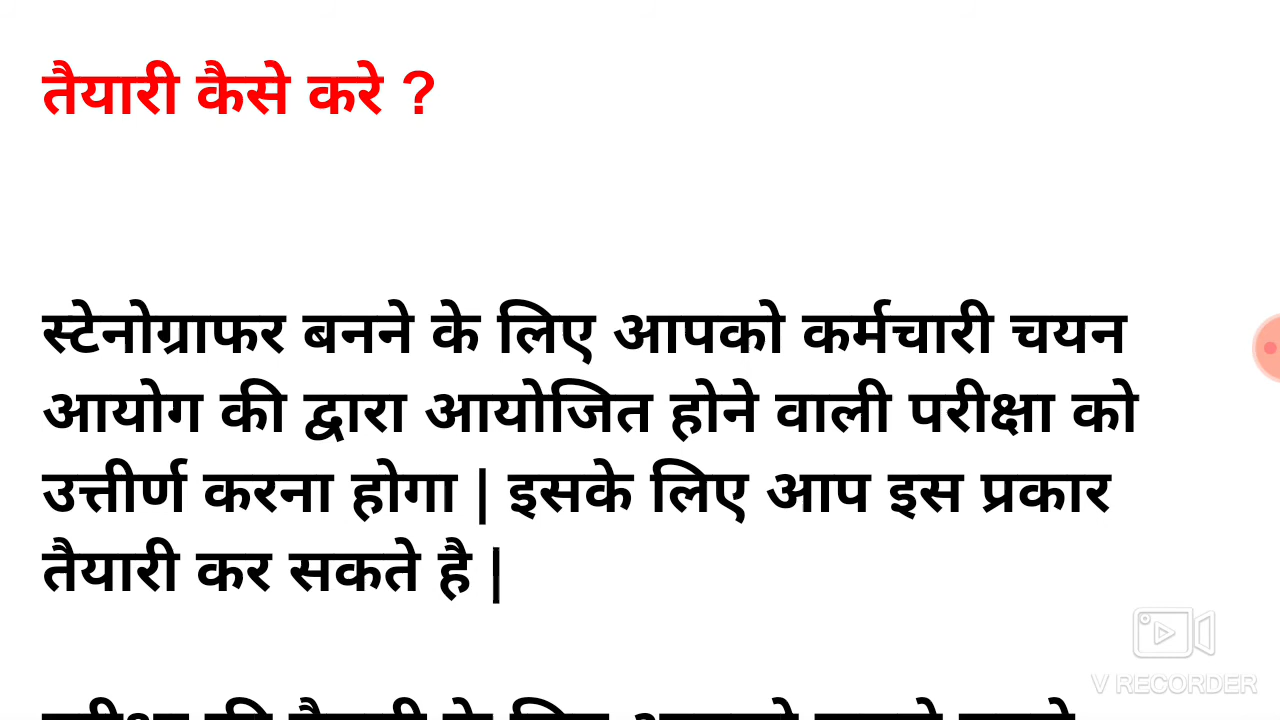 तैयारी कैसे करे ?
स्टेनोग्राफर बनने के लिए आपको कर्मचारी चयन
आयोग की द्वारा आयोजित होने वाली परीक्षा को
उत्तीर्ण करना होगा | इसके लिए आप इस प्रकार
तैयारी कर सकते है |
V RECORDER